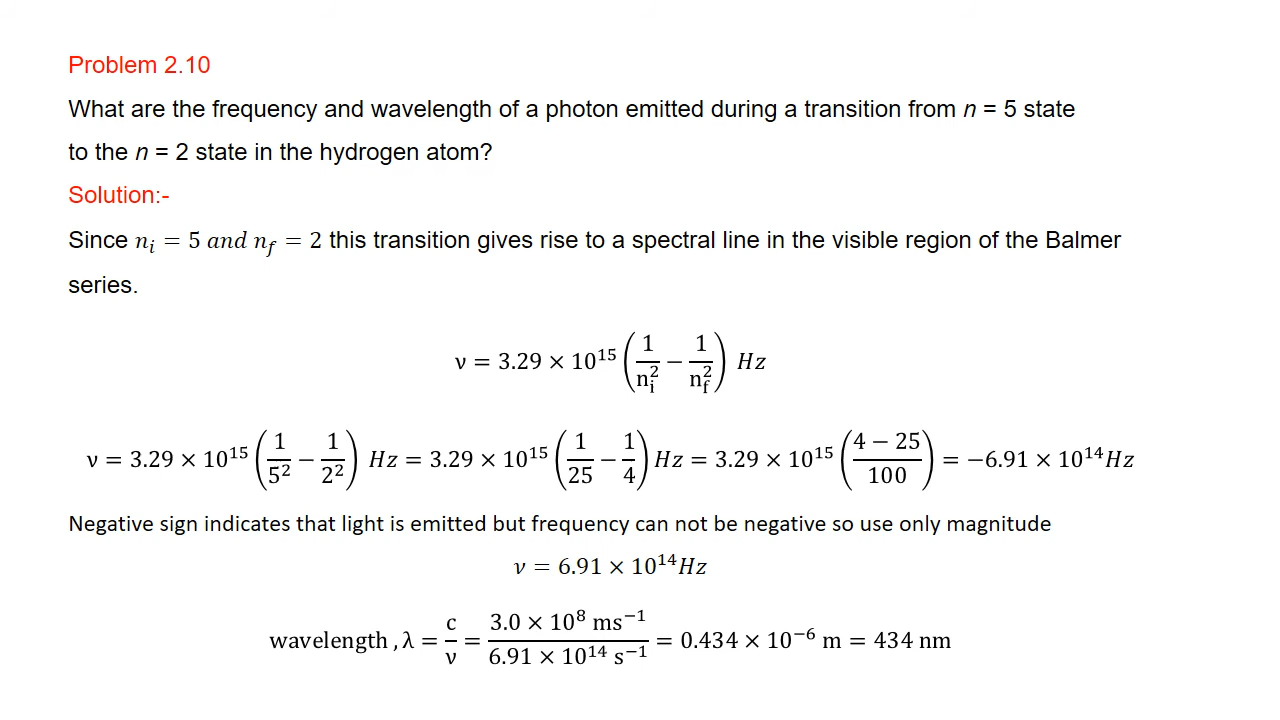 Problem 2.10
What are the frequency and wavelength of a photon emitted during a transition from n = 5 state
to the n = 2 state in the hydrogen atom?
Solution:-
Since nᵢ = 5 and n_f = 2 this transition gives rise to a spectral line in the visible region of the Balmer
series.
ν = 3.29 × 10¹⁵ (1/nᵢ² − 1/n_f²) Hz
ν = 3.29 × 10¹⁵ (1/5² − 1/2²) Hz = 3.29 × 10¹⁵ (1/25 − 1/4) Hz = 3.29 × 10¹⁵ ((4 − 25)/100) = −6.91 × 10¹⁴Hz
Negative sign indicates that light is emitted but frequency can not be negative so use only magnitude
ν = 6.91 × 10¹⁴Hz
wavelength , λ = c/ν = (3.0 × 10⁸ ms⁻¹)/(6.91 × 10¹⁴ s⁻¹) = 0.434 × 10⁻⁶ m = 434 nm